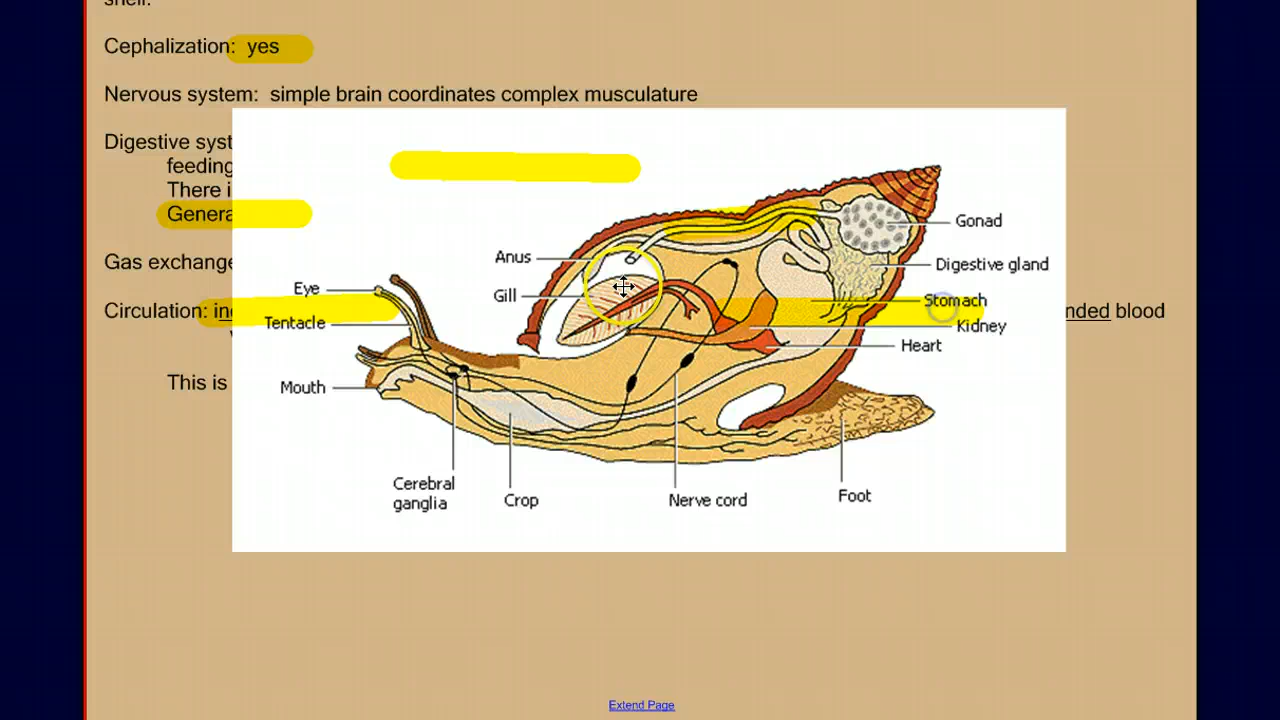 shell.
Cephalization: yes
Nervous system: simple brain coordinates complex musculature
Digestive syst
feeding
There i
Genera
Gas exchange
Circulation: in
nded blood
This is
Anus
Gill
Eye
Tentacle
Mouth
Gonad
Digestive gland
Stomach
Kidney
Heart
Cerebral
ganglia
Crop
Nerve cord
Foot
Extend Page